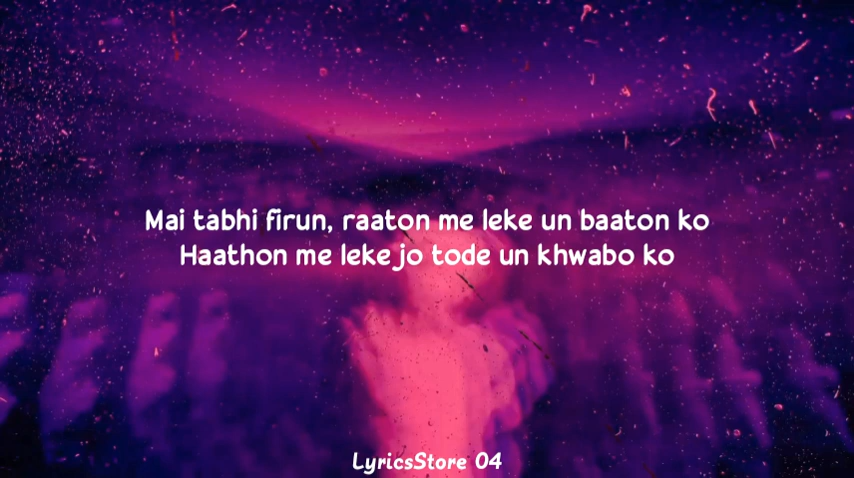 Mai tabhi firun, raaton me leke un baaton ko
Haathon me leke jo tode un khwabo ko
LyricsStore 04